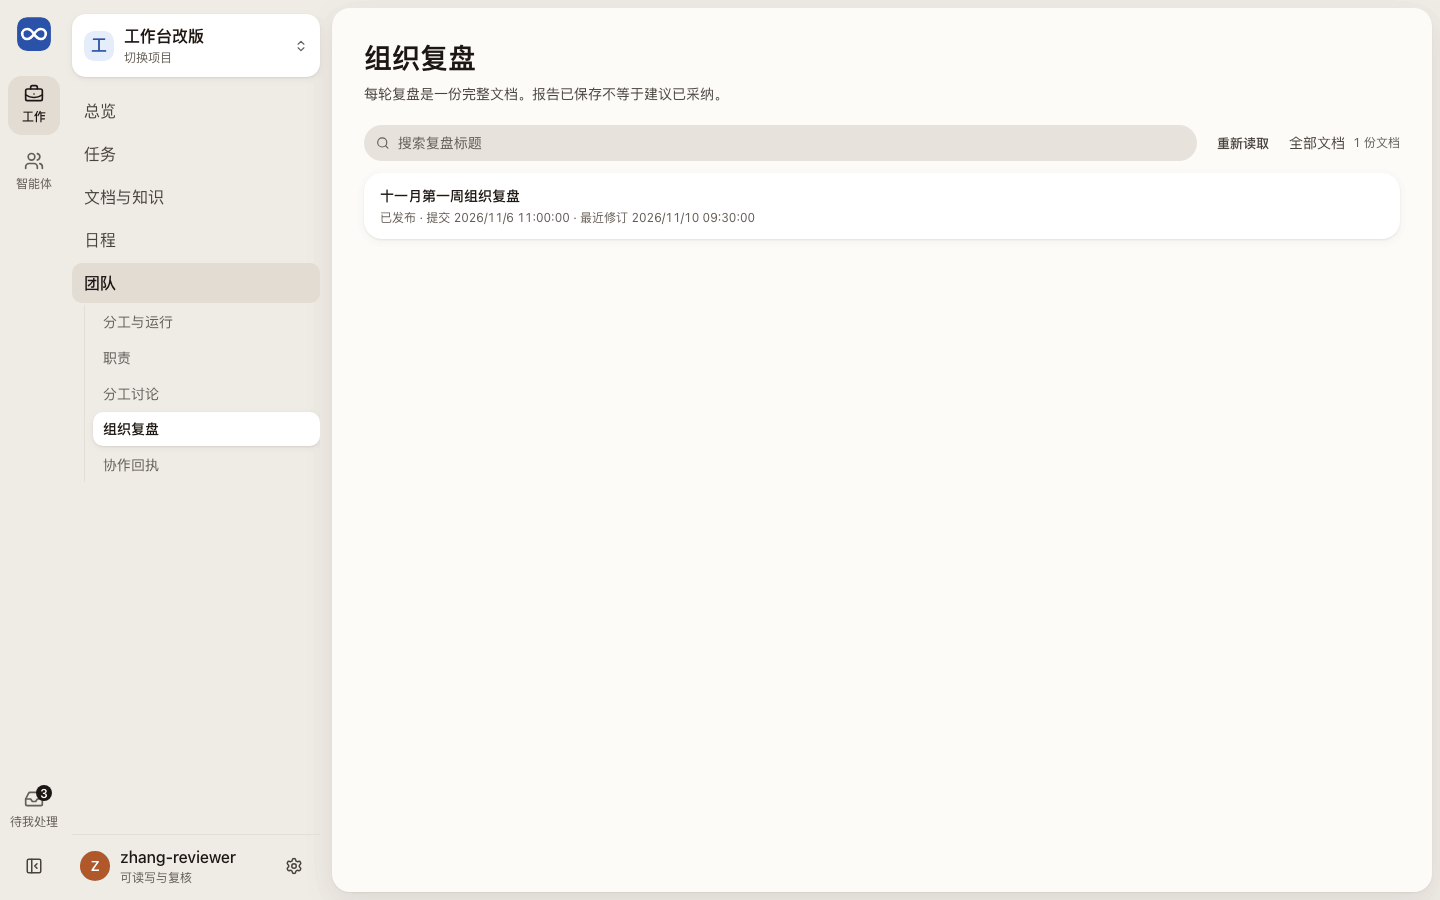 工作
智能体
3
待我处理
工
工作台改版
切换项目
总览
任务
文档与知识
日程
团队
分工与运行
职责
分工讨论
组织复盘
协作回执
Z
zhang-reviewer
可读写与复核
组织复盘
每轮复盘是一份完整文档。报告已保存不等于建议已采纳。
搜索复盘标题
重新读取
全部文档
1 份文档
十一月第一周组织复盘
已发布 · 提交 2026/11/6 11:00:00 · 最近修订 2026/11/10 09:30:00